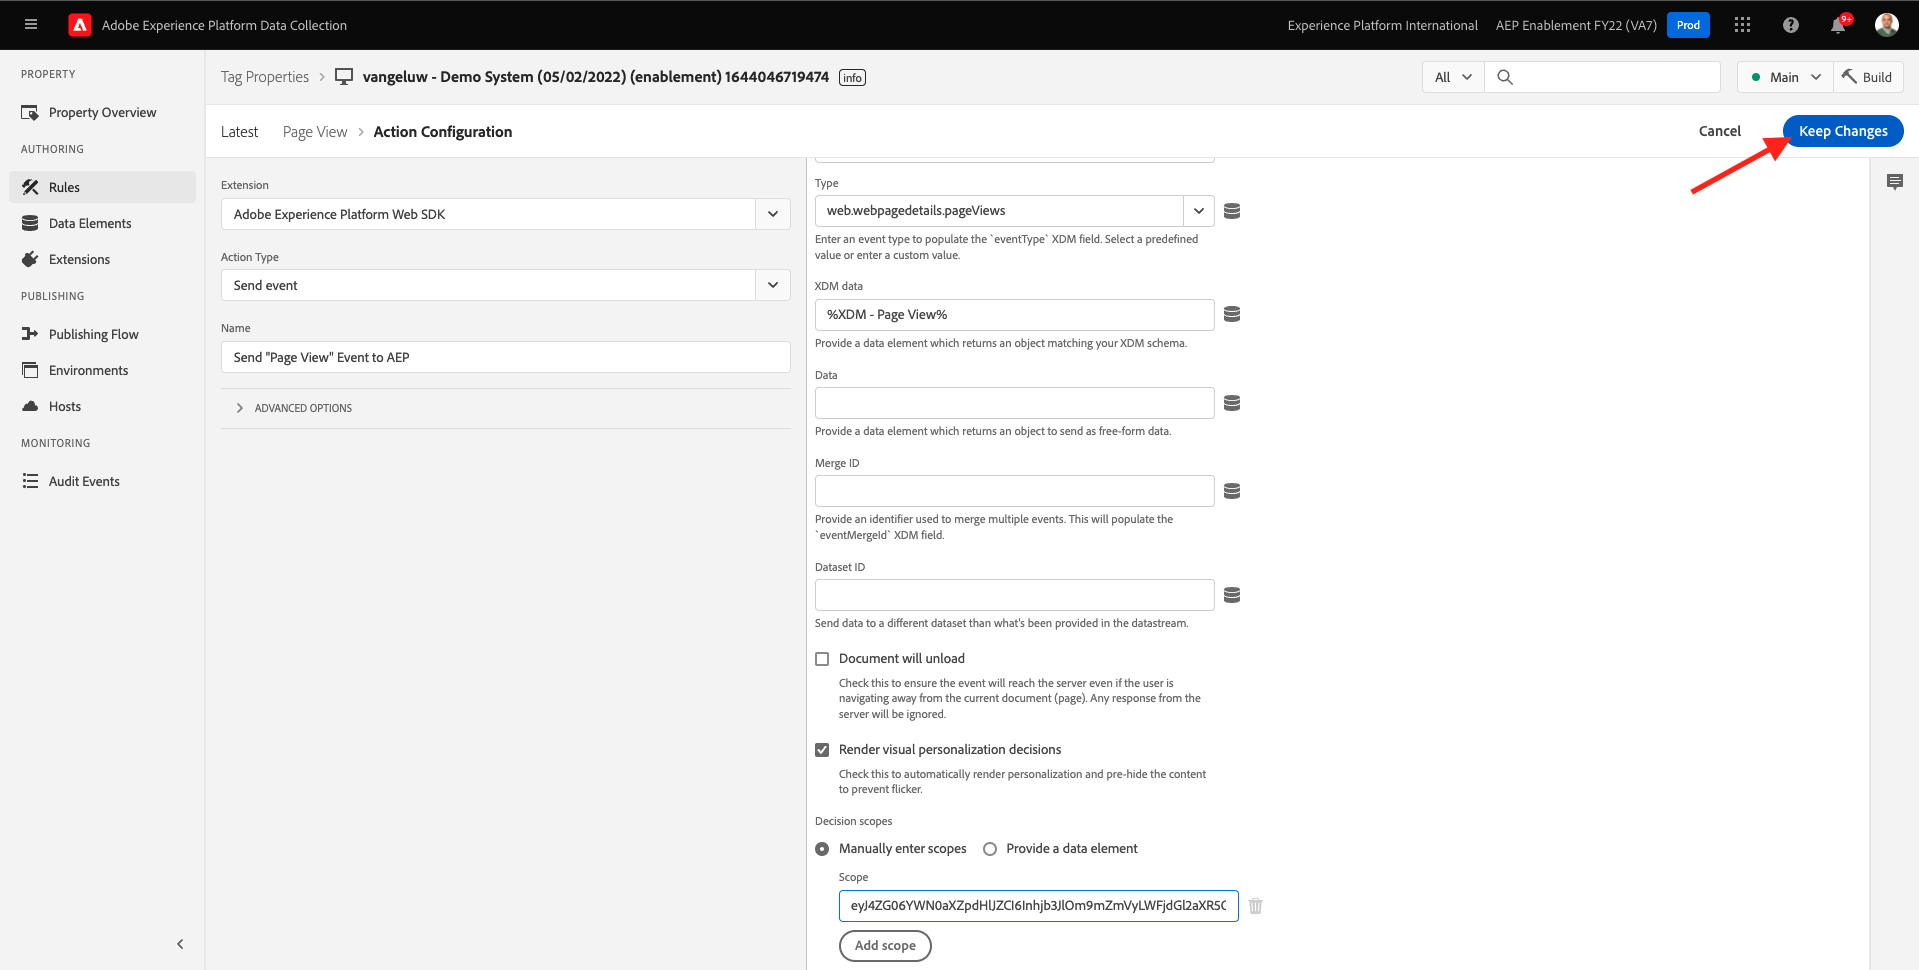 Adobe Experience Platform Data Collection
Experience Platform International
AEP Enablement FY22 (VA7)
Prod
9+
PROPERTY
Property Overview
AUTHORING
Rules
Data Elements
Extensions
PUBLISHING
Publishing Flow
Environments
Hosts
MONITORING
Audit Events
Tag Properties > vangeluw - Demo System (05/02/2022) (enablement) 1644046719474 info
All
Main
Build
Latest
Page View > Action Configuration
Cancel
Keep Changes
Extension
Adobe Experience Platform Web SDK
Action Type
Send event
Name
Send "Page View" Event to AEP
ADVANCED OPTIONS
Type
web.webpagedetails.pageViews
Enter an event type to populate the `eventType` XDM field. Select a predefined
value or enter a custom value.
XDM data
%XDM - Page View%
Provide a data element which returns an object matching your XDM schema.
Data
Provide a data element which returns an object to send as free-form data.
Merge ID
Provide an identifier used to merge multiple events. This will populate the
`eventMergeId` XDM field.
Dataset ID
Send data to a different dataset than what's been provided in the datastream.
Document will unload
Check this to ensure the event will reach the server even if the user is
navigating away from the current document (page). Any response from the
server will be ignored.
Render visual personalization decisions
Check this to automatically render personalization and pre-hide the content
to prevent flicker.
Decision scopes
Manually enter scopes
Provide a data element
Scope
Add scope